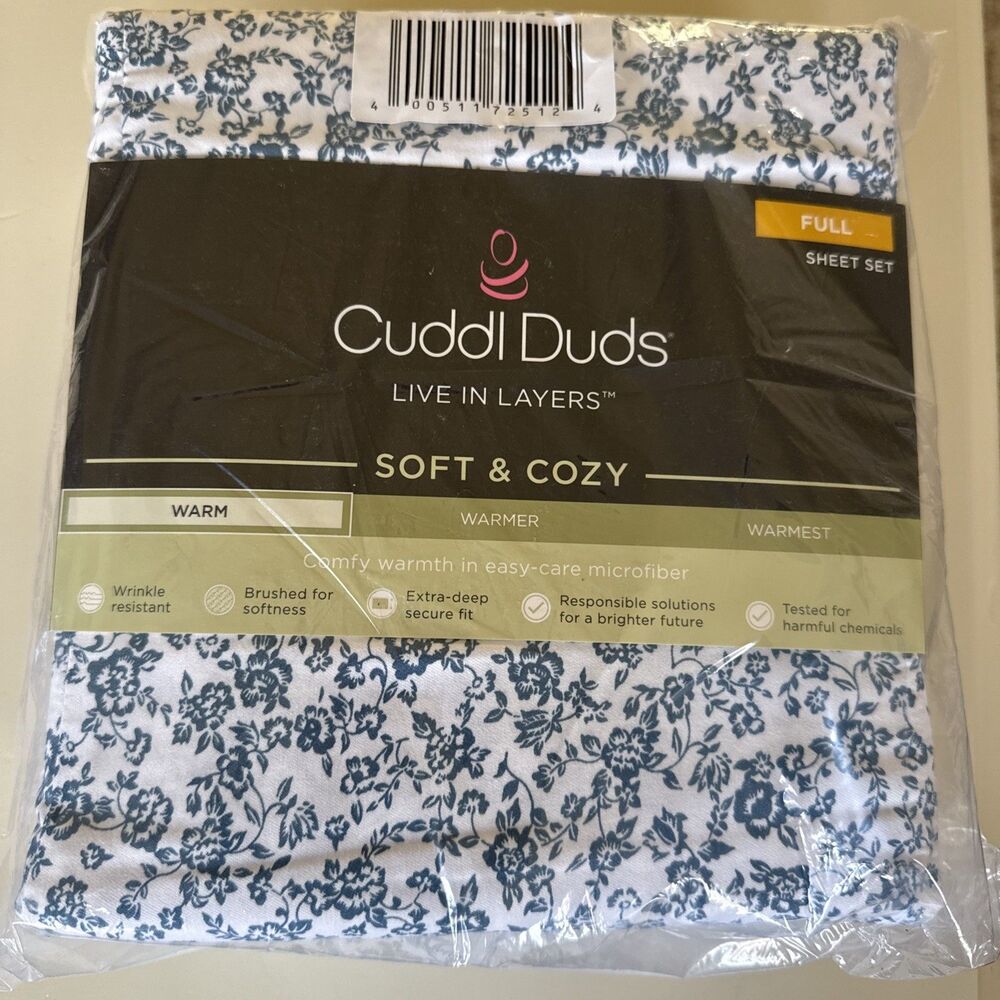 4 00511 72512 4
FULL
SHEET SET
Cuddl Duds®
LIVE IN LAYERS™
SOFT & COZY
WARM
WARMER
WARMEST
Comfy warmth in easy-care microfiber
Wrinkle
resistant
Brushed for
softness
Extra-deep
secure fit
Responsible solutions
for a brighter future
Tested for
harmful chemicals